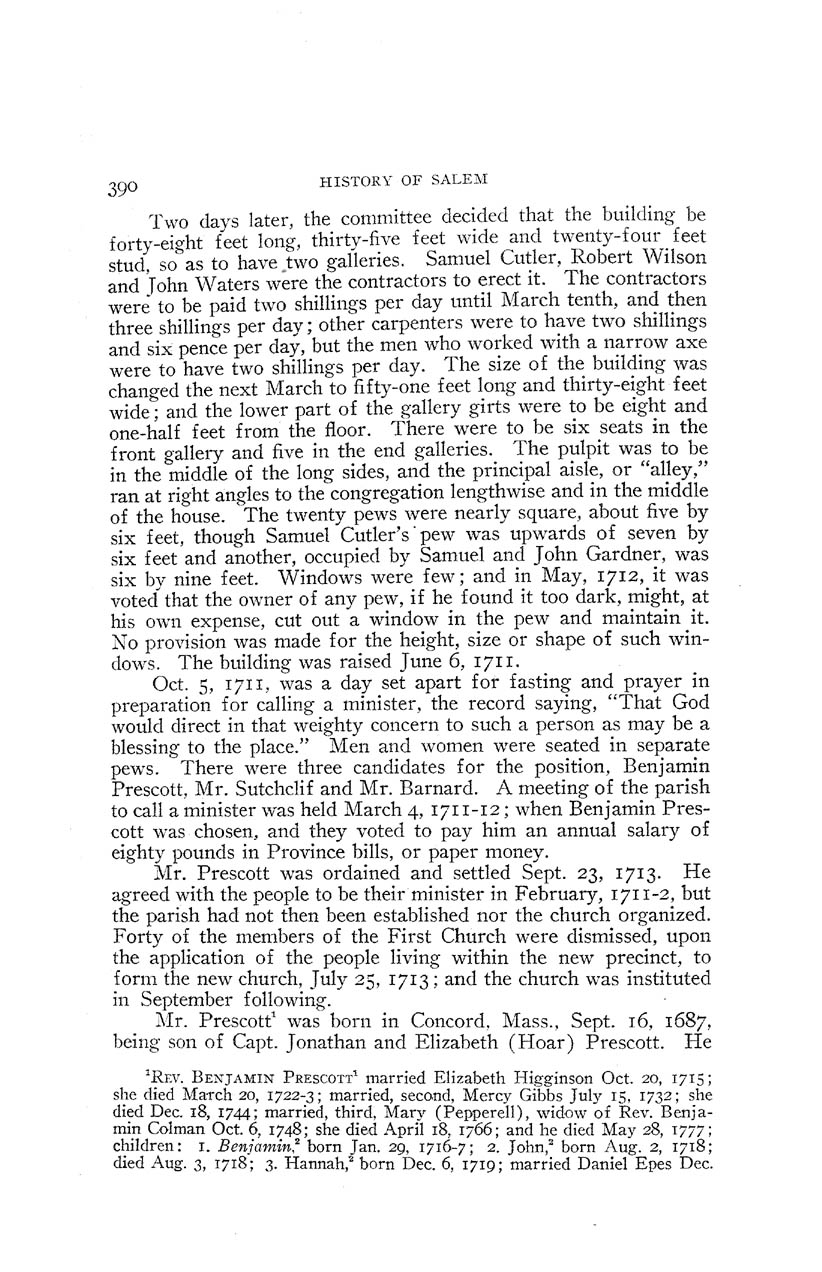 390
HISTORY OF SALEM
Two days later, the committee decided that the building be
forty-eight feet long, thirty-five feet wide and twenty-four feet
stud, so as to have two galleries. Samuel Cutler, Robert Wilson
and John Waters were the contractors to erect it. The contractors
were to be paid two shillings per day until March tenth, and then
three shillings per day; other carpenters were to have two shillings
and six pence per day, but the men who worked with a narrow axe
were to have two shillings per day. The size of the building was
changed the next March to fifty-one feet long and thirty-eight feet
wide; and the lower part of the gallery girts were to be eight and
one-half feet from the floor. There were to be six seats in the
front gallery and five in the end galleries. The pulpit was to be
in the middle of the long sides, and the principal aisle, or “alley,”
ran at right angles to the congregation lengthwise and in the middle
of the house. The twenty pews were nearly square, about five by
six feet, though Samuel Cutler's pew was upwards of seven by
six feet and another, occupied by Samuel and John Gardner, was
six by nine feet. Windows were few; and in May, 1712, it was
voted that the owner of any pew, if he found it too dark, might, at
his own expense, cut out a window in the pew and maintain it.
No provision was made for the height, size or shape of such win-
dows. The building was raised June 6, 1711.
Oct. 5, 1711, was a day set apart for fasting and prayer in
preparation for calling a minister, the record saying, “That God
would direct in that weighty concern to such a person as may be a
blessing to the place.” Men and women were seated in separate
pews. There were three candidates for the position, Benjamin
Prescott, Mr. Sutchclif and Mr. Barnard. A meeting of the parish
to call a minister was held March 4, 1711-12; when Benjamin Pres-
cott was chosen, and they voted to pay him an annual salary of
eighty pounds in Province bills, or paper money.
Mr. Prescott was ordained and settled Sept. 23, 1713. He
agreed with the people to be their minister in February, 1711-2, but
the parish had not then been established nor the church organized.
Forty of the members of the First Church were dismissed, upon
the application of the people living within the new precinct, to
form the new church, July 25, 1713; and the church was instituted
in September following.
Mr. Prescott¹ was born in Concord, Mass., Sept. 16, 1687,
being son of Capt. Jonathan and Elizabeth (Hoar) Prescott. He
¹REV. BENJAMIN PRESCOTT¹ married Elizabeth Higginson Oct. 20, 1715;
she died March 20, 1722-3; married, second, Mercy Gibbs July 15, 1732; she
died Dec. 18, 1744; married, third, Mary (Pepperell), widow of Rev. Benja-
min Colman Oct. 6, 1748; she died April 18, 1766; and he died May 28, 1777;
children: 1. Benjamin,² born Jan. 29, 1716-7; 2. John,² born Aug. 2, 1718;
died Aug. 3, 1718; 3. Hannah,² born Dec. 6, 1719; married Daniel Epes Dec.